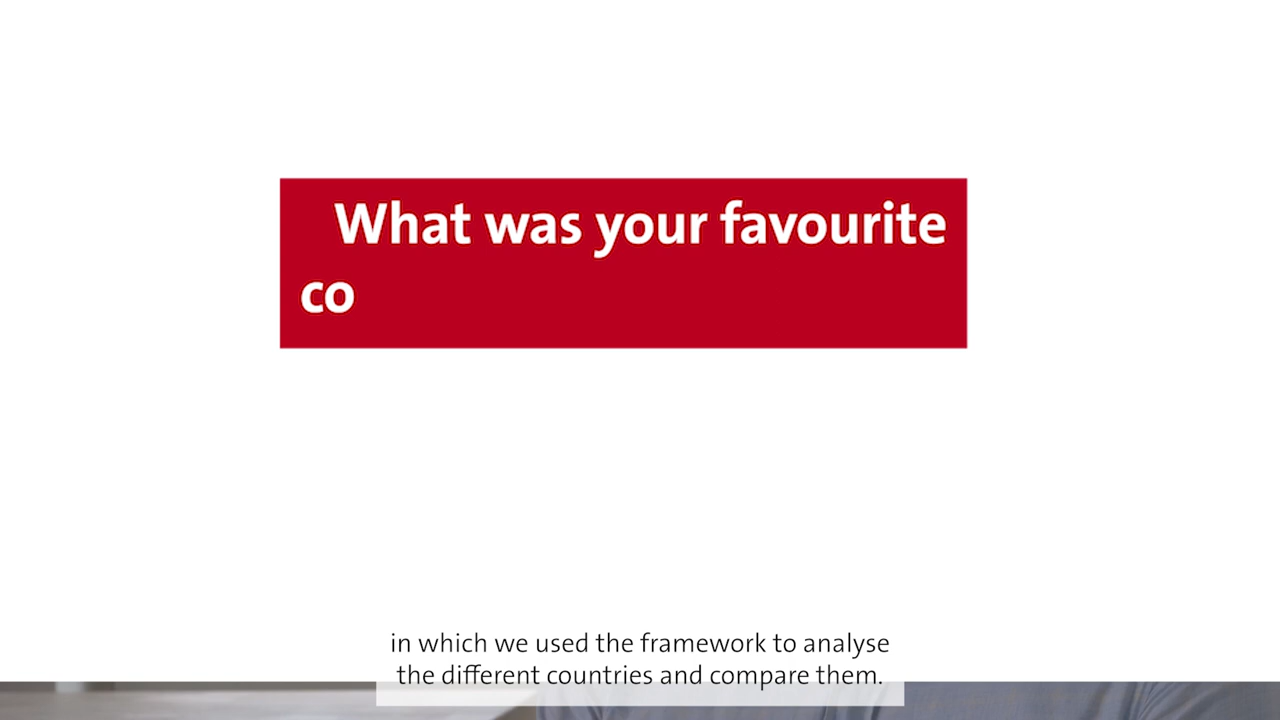 What was your favourite
co
in which we used the framework to analyse
the different countries and compare them.